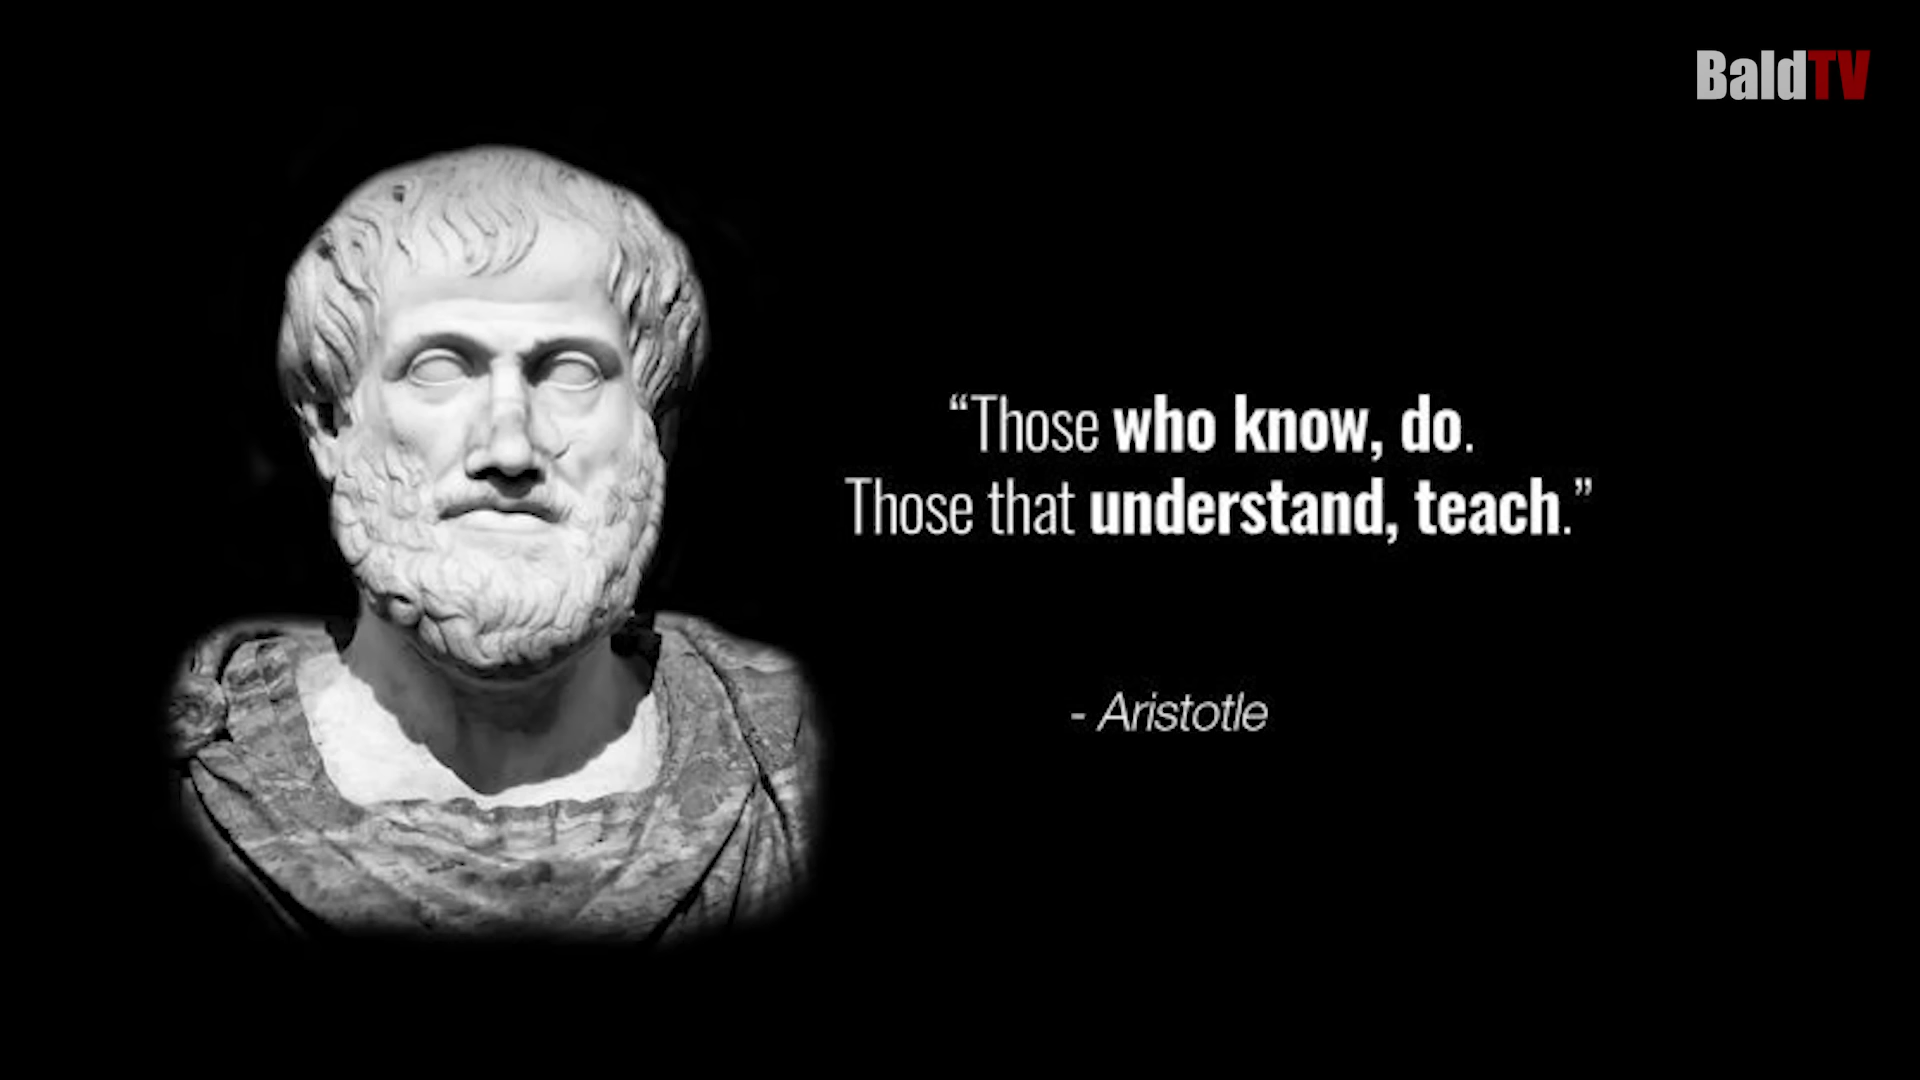 BaldTV
“Those who know, do.
Those that understand, teach.”
- Aristotle